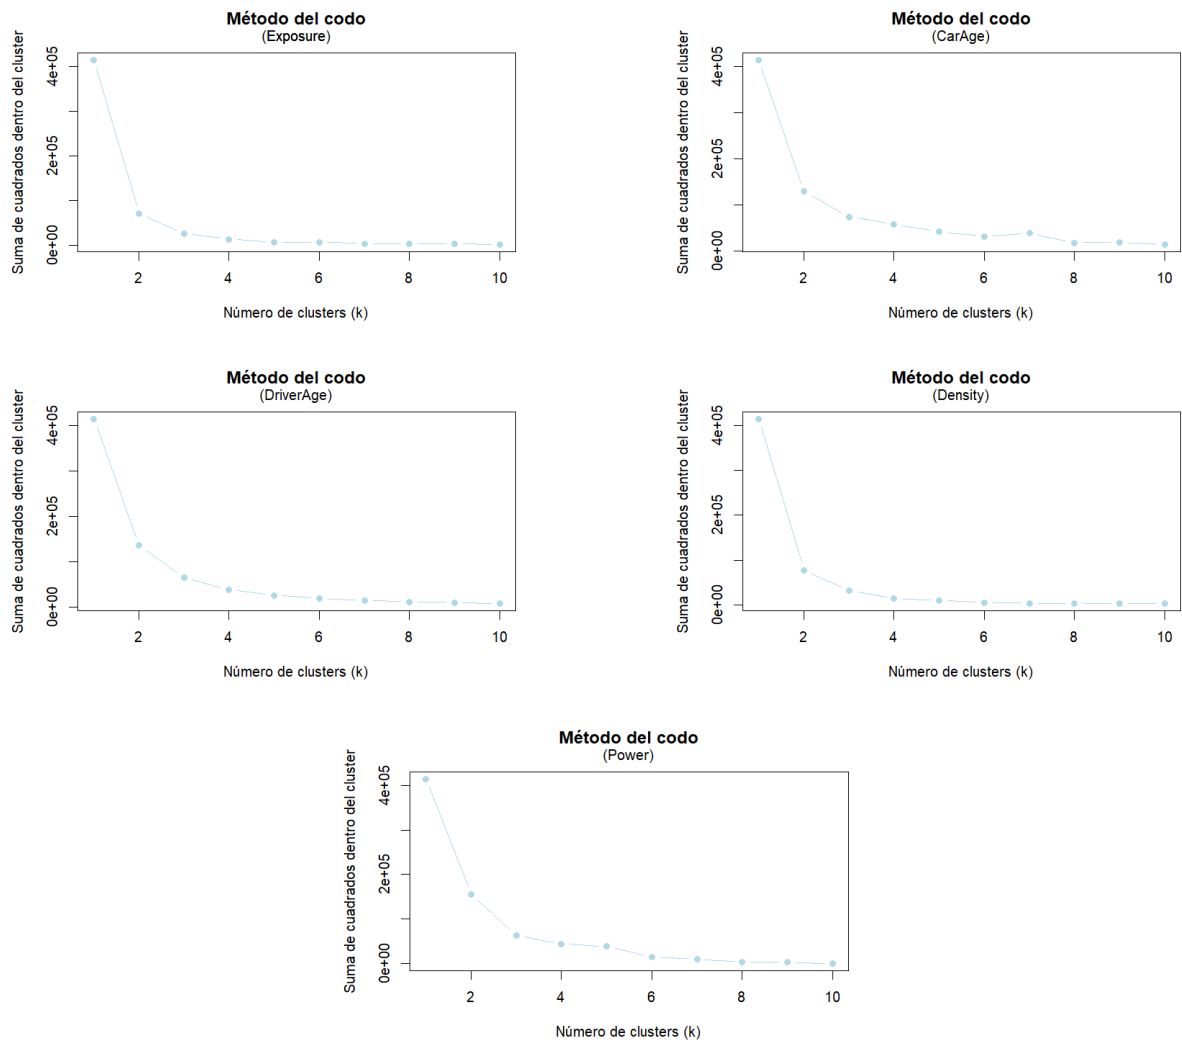 Método del codo
(Exposure)
Suma de cuadrados dentro del cluster
4e+05
2e+05
0e+00
2 4 6 8 10
Número de clusters (k)
Método del codo
(CarAge)
Suma de cuadrados dentro del cluster
4e+05
2e+05
0e+00
2 4 6 8 10
Número de clusters (k)
Método del codo
(DriverAge)
Suma de cuadrados dentro del cluster
4e+05
2e+05
0e+00
2 4 6 8 10
Número de clusters (k)
Método del codo
(Density)
Suma de cuadrados dentro del cluster
4e+05
2e+05
0e+00
2 4 6 8 10
Número de clusters (k)
Método del codo
(Power)
Suma de cuadrados dentro del cluster
4e+05
2e+05
0e+00
2 4 6 8 10
Número de clusters (k)